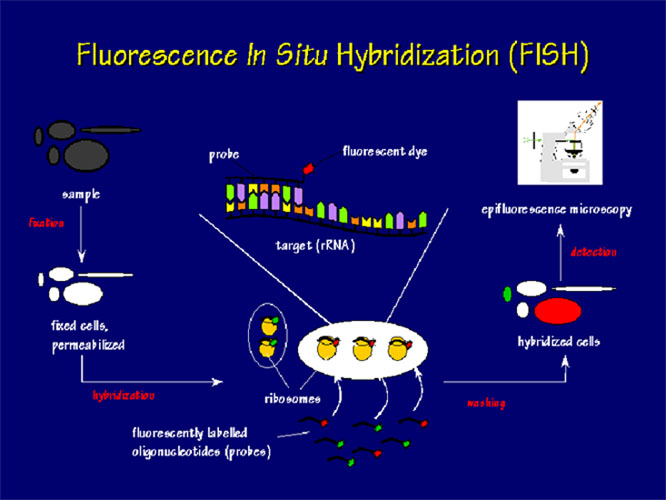 Fluorescence In Situ Hybridization (FISH)
probe
fluorescent dye
sample
fixation
target (rRNA)
epifluorescence microscopy
detection
fixed cells,
permeabilized
hybridized cells
hybridization
ribosomes
washing
fluorescently labelled
oligonucleotides (probes)